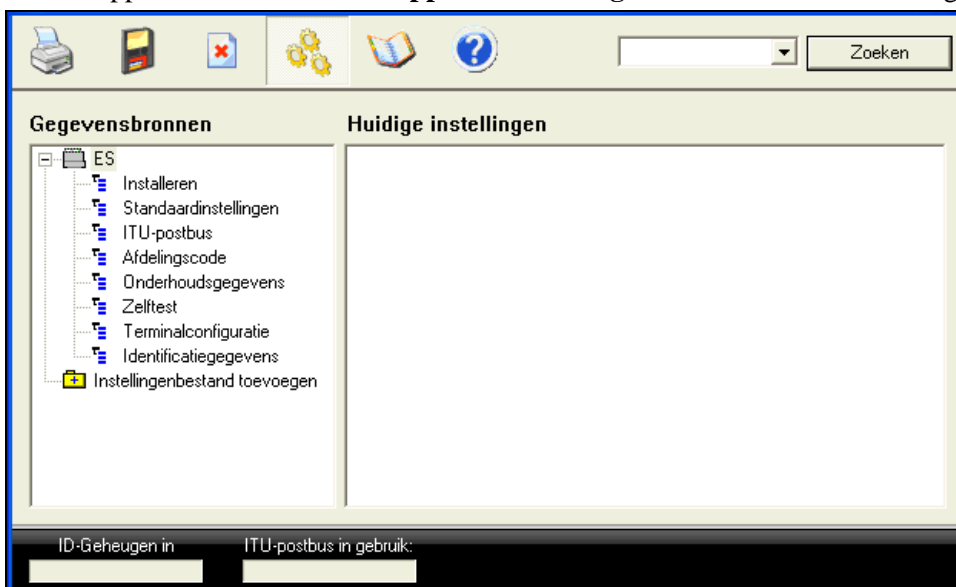 Zoeken
Gegevensbronnen
Huidige instellingen
ES
Installeren
Standaardinstellingen
ITU-postbus
Afdelingscode
Onderhoudsgegevens
Zelftest
Terminalconfiguratie
Identificatiegegevens
Instellingenbestand toevoegen
ID-Geheugen in
ITU-postbus in gebruik: